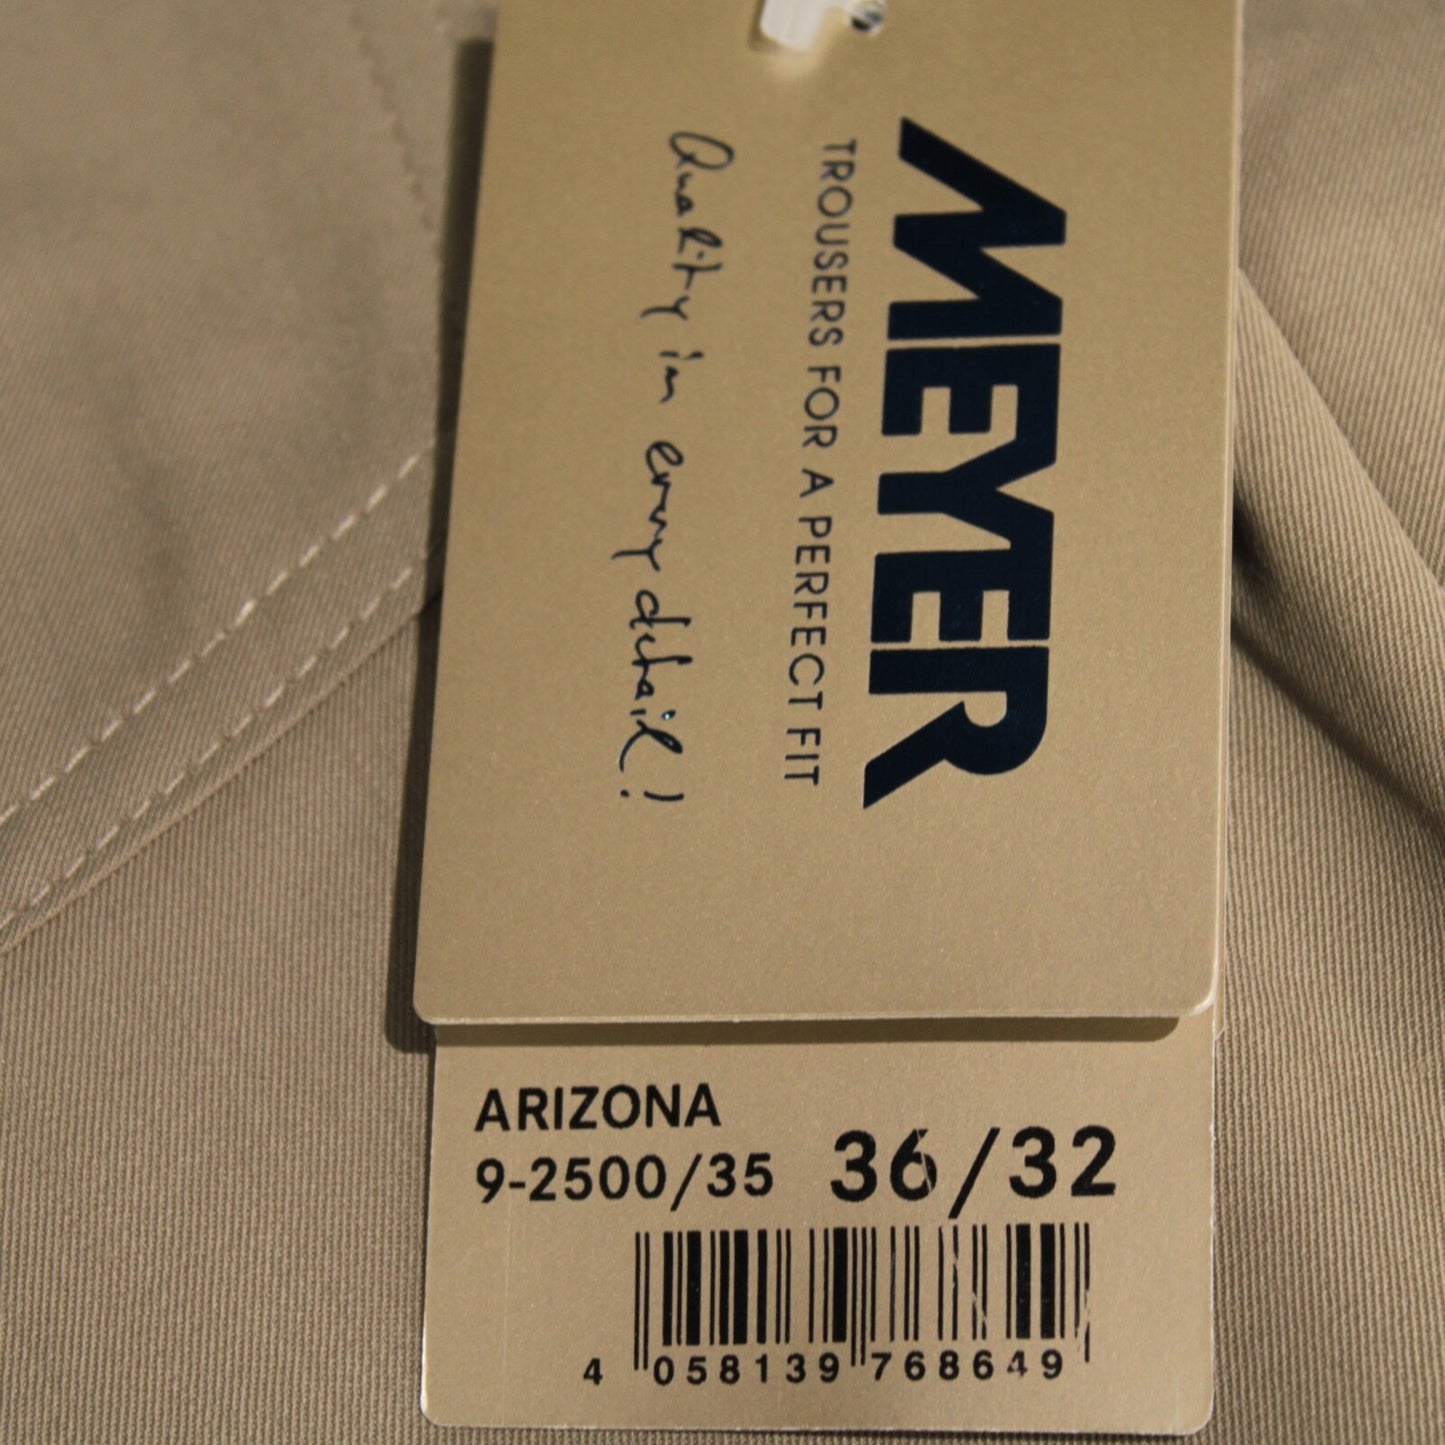 MEYER
TROUSERS FOR A PERFECT FIT
Quality in every detail!
ARIZONA
9-2500/35 36/32
4 058139 768649